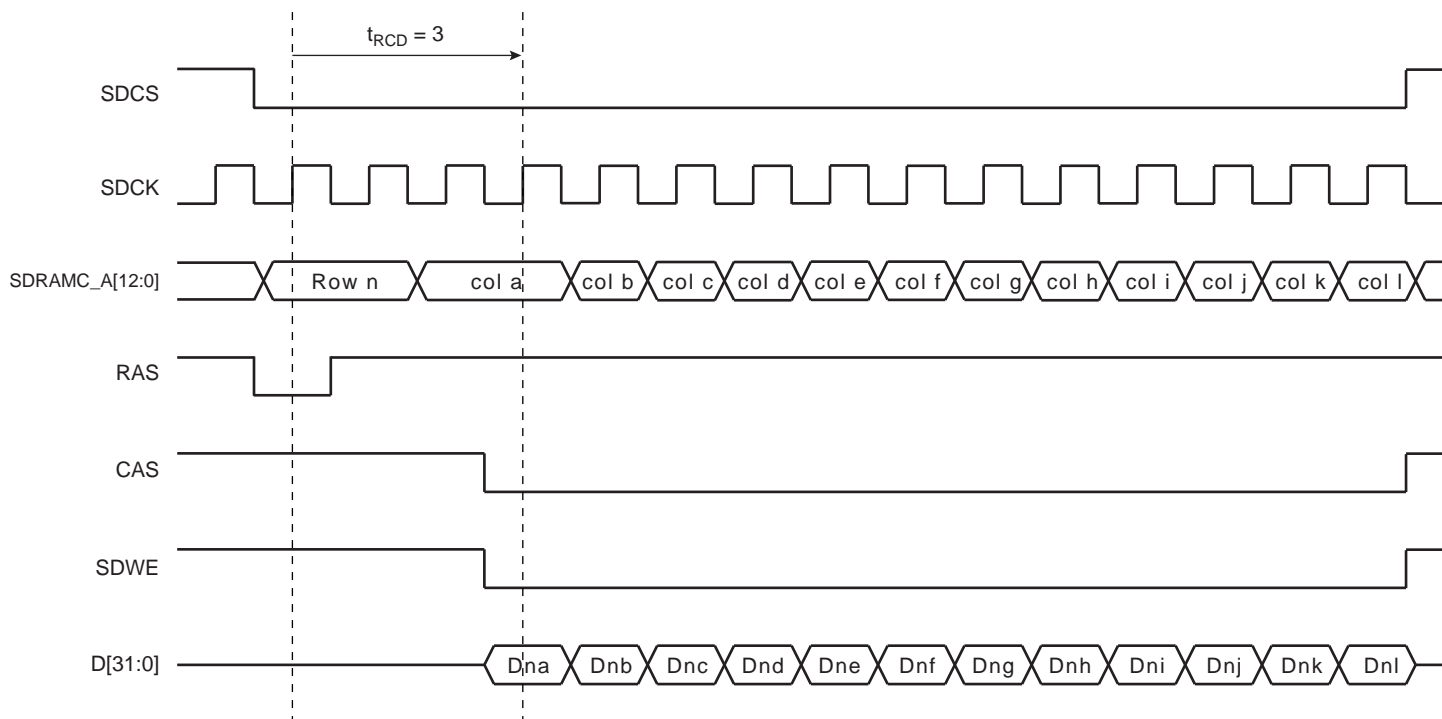 tRCD = 3
SDCS
SDCK
SDRAMC_A[12:0] Row n col a col b col c col d col e col f col g col h col i col j col k col l
RAS
CAS
SDWE
D[31:0] Dna Dnb Dnc Dnd Dne Dnf Dng Dnh Dni Dnj Dnk Dnl